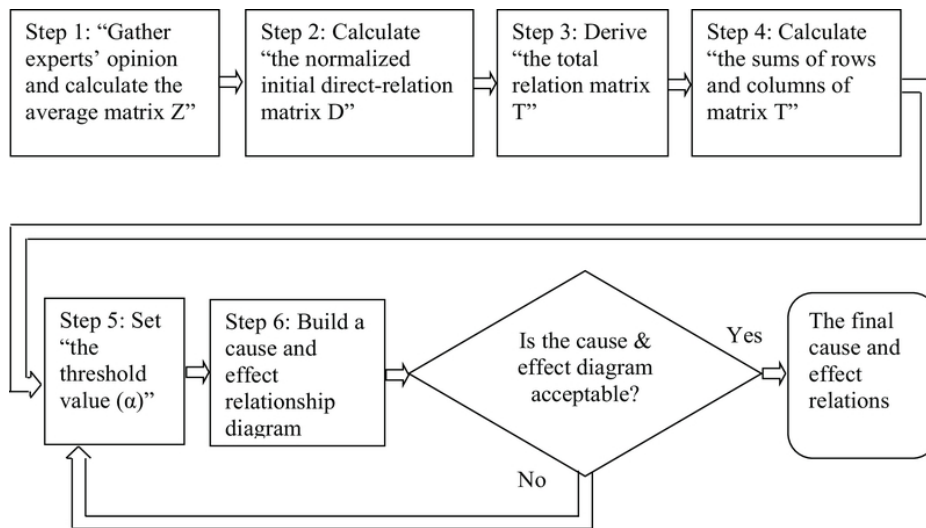 Step 1: “Gather
experts’ opinion
and calculate the
average matrix Z”
Step 2: Calculate
“the normalized
initial direct-relation
matrix D”
Step 3: Derive
“the total
relation matrix
T”
Step 4: Calculate
“the sums of rows
and columns of
matrix T”
Step 5: Set
“the
threshold
value (α)”
Step 6: Build a
cause and
effect
relationship
diagram
Is the cause &
effect diagram
acceptable?
Yes
No
The final
cause and
effect
relations